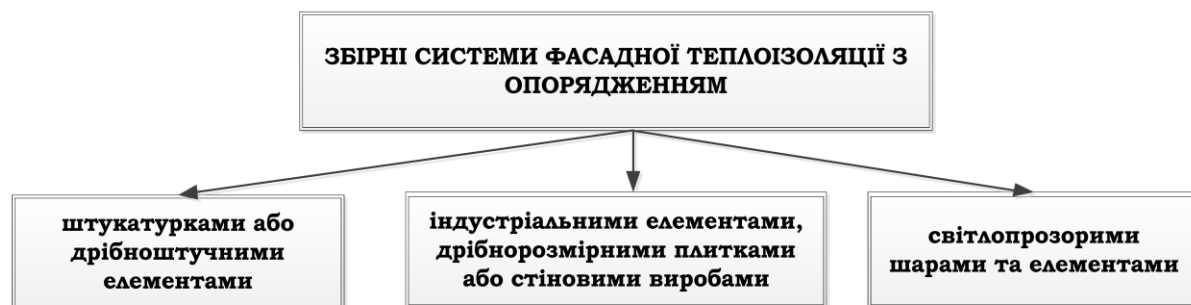 ЗБІРНІ СИСТЕМИ ФАСАДНОЇ ТЕПЛОІЗОЛЯЦІЇ З
ОПОРЯДЖЕННЯМ
штукатурками або
дрібноштучними
елементами
індустріальними елементами,
дрібнорозмірними плитками
або стіновими виробами
світлопрозорими
шарами та елементами